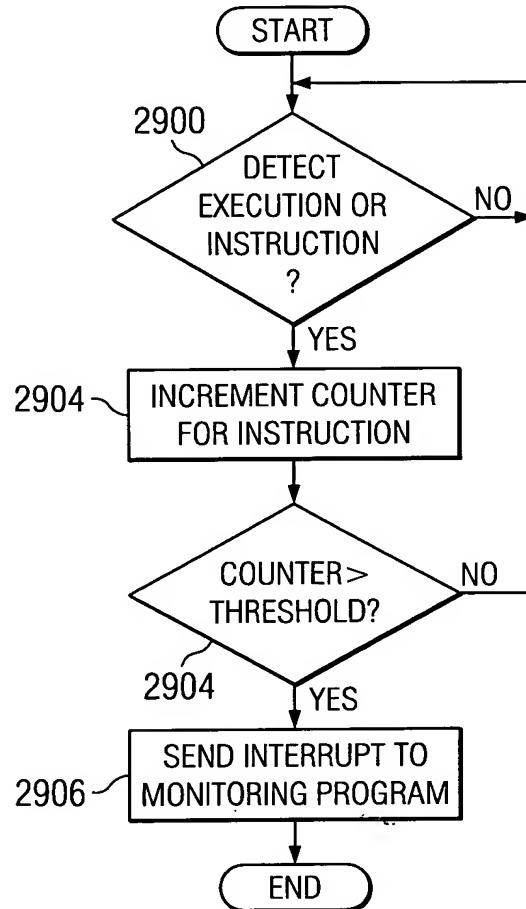 START
2900
DETECT
EXECUTION OR
INSTRUCTION
?
NO
YES
2904
INCREMENT COUNTER
FOR INSTRUCTION
COUNTER>
THRESHOLD?
NO
2904
YES
2906
SEND INTERRUPT TO
MONITORING PROGRAM
END